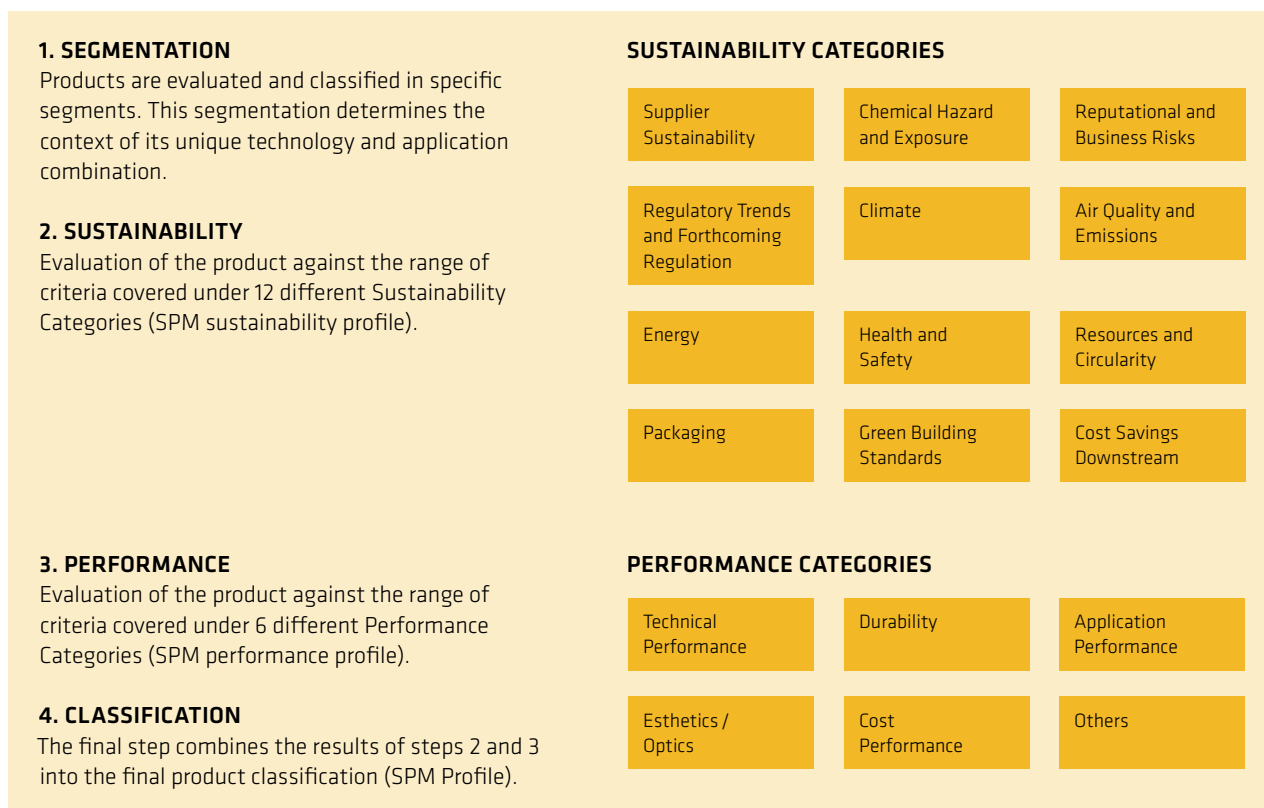 1. SEGMENTATION
Products are evaluated and classified in specific
segments. This segmentation determines the
context of its unique technology and application
combination.
2. SUSTAINABILITY
Evaluation of the product against the range of
criteria covered under 12 different Sustainability
Categories (SPM sustainability profile).
SUSTAINABILITY CATEGORIES
Supplier
Sustainability
Chemical Hazard
and Exposure
Reputational and
Business Risks
Regulatory Trends
and Forthcoming
Regulation
Climate
Air Quality and
Emissions
Energy
Health and
Safety
Resources and
Circularity
Packaging
Green Building
Standards
Cost Savings
Downstream
3. PERFORMANCE
Evaluation of the product against the range of
criteria covered under 6 different Performance
Categories (SPM performance profile).
4. CLASSIFICATION
The final step combines the results of steps 2 and 3
into the final product classification (SPM Profile).
PERFORMANCE CATEGORIES
Technical
Performance
Durability
Application
Performance
Esthetics /
Optics
Cost
Performance
Others